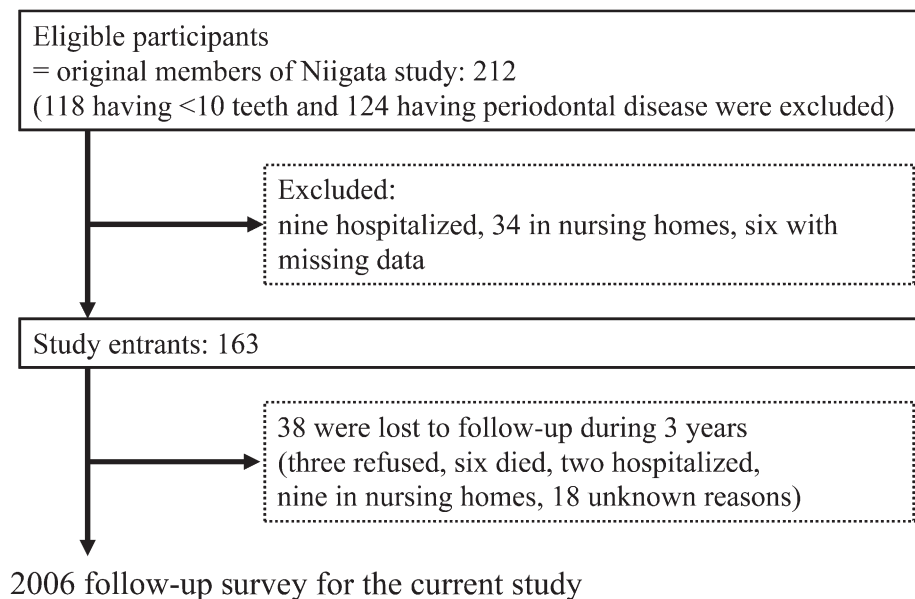 Eligible participants
= original members of Niigata study: 212
(118 having <10 teeth and 124 having periodontal disease were excluded)
Excluded:
nine hospitalized, 34 in nursing homes, six with
missing data
Study entrants: 163
38 were lost to follow-up during 3 years
(three refused, six died, two hospitalized,
nine in nursing homes, 18 unknown reasons)
2006 follow-up survey for the current study